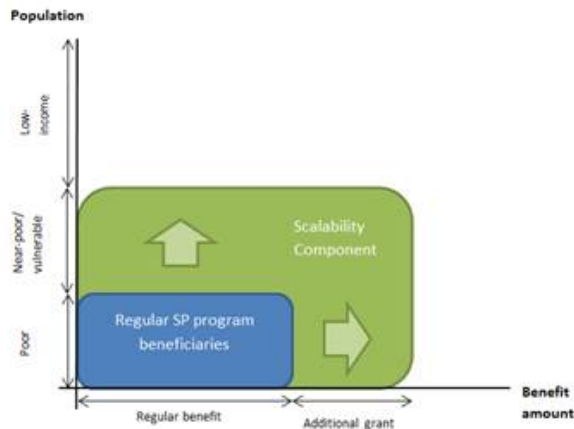 Population
Low-
income
Near-poor/
vulnerable
Poor
Scalability
Component
Regular SP program
beneficiaries
Regular benefit
Additional grant
Benefit
amount